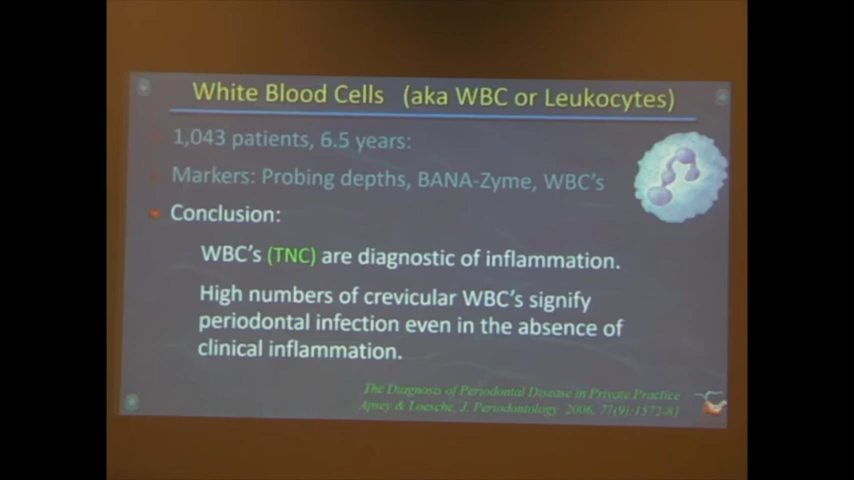 White Blood Cells (aka WBC or Leukocytes)
1,043 patients, 6.5 years:
Markers: Probing depths, BANA-Zyme, WBC's
Conclusion:
WBC's (TNC) are diagnostic of inflammation.
High numbers of crevicular WBC's signify
periodontal infection even in the absence of
clinical inflammation.
The Diagnosis of Periodontal Disease in Private Practice
Apsey & Loesche, J. Periodontology 2006, 77(9):1572-81